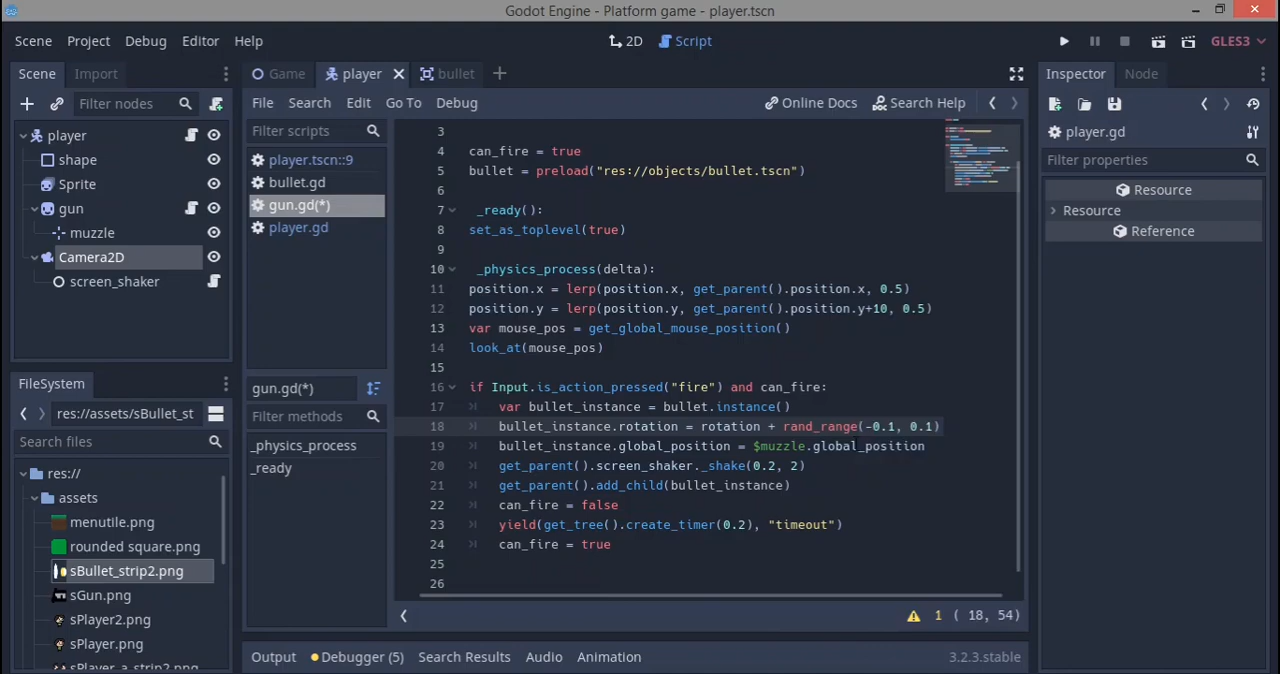 Godot Engine - Platform game - player.tscn
Scene Project Debug Editor Help
2D Script
GLES3
Scene Import
Game player bullet
Inspector Node
Filter nodes
File Search Edit Go To Debug
Online Docs Search Help
player
shape
Sprite
gun
muzzle
Camera2D
screen_shaker
Filter scripts
player.tscn::9
bullet.gd
gun.gd(*)
player.gd
gun.gd(*)
Filter methods
_physics_process
_ready
3
4 can_fire = true
5 bullet = preload("res://objects/bullet.tscn")
6
7 _ready():
8 set_as_toplevel(true)
9
10 _physics_process(delta):
11 position.x = lerp(position.x, get_parent().position.x, 0.5)
12 position.y = lerp(position.y, get_parent().position.y+10, 0.5)
13 var mouse_pos = get_global_mouse_position()
14 look_at(mouse_pos)
15
16 if Input.is_action_pressed("fire") and can_fire:
17 var bullet_instance = bullet.instance()
18 bullet_instance.rotation = rotation + rand_range(-0.1, 0.1)
19 bullet_instance.global_position = $muzzle.global_position
20 get_parent().screen_shaker._shake(0.2, 2)
21 get_parent().add_child(bullet_instance)
22 can_fire = false
23 yield(get_tree().create_timer(0.2), "timeout")
24 can_fire = true
25
26
1 ( 18, 54)
player.gd
Filter properties
Resource
Resource
Reference
FileSystem
res://assets/sBullet_st
Search files
res://
assets
menutile.png
rounded square.png
sBullet_strip2.png
sGun.png
sPlayer2.png
sPlayer.png
sPlayer_a_strip2.png
Output Debugger (5) Search Results Audio Animation
3.2.3.stable